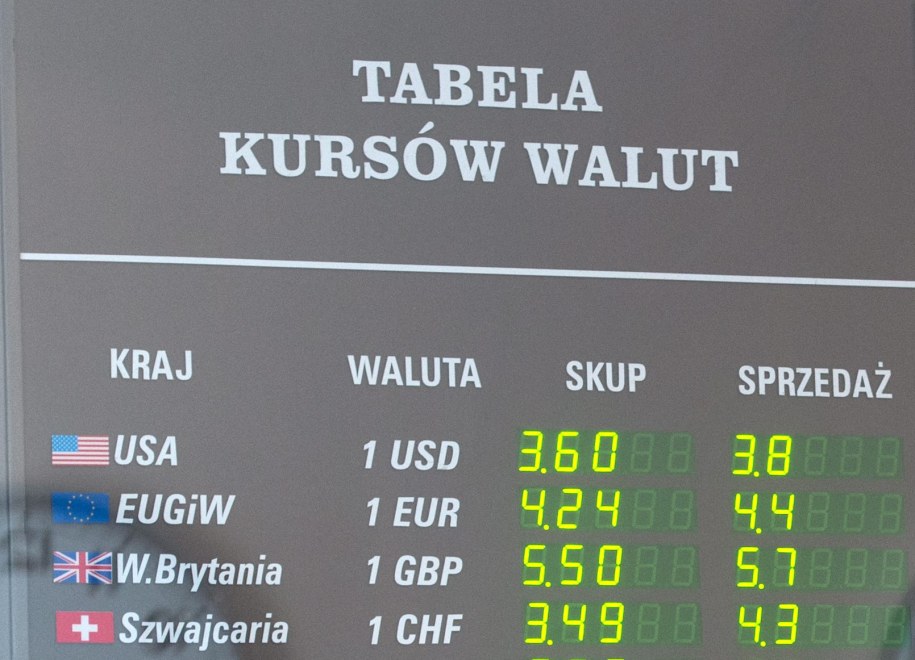 TABELA
KURSÓW WALUT
KRAJ WALUTA SKUP SPRZEDAŻ
USA 1 USD 3.60 3.8
EUGiW 1 EUR 4.24 4.4
W.Brytania 1 GBP 5.50 5.7
Szwajcaria 1 CHF 3.49 4.3